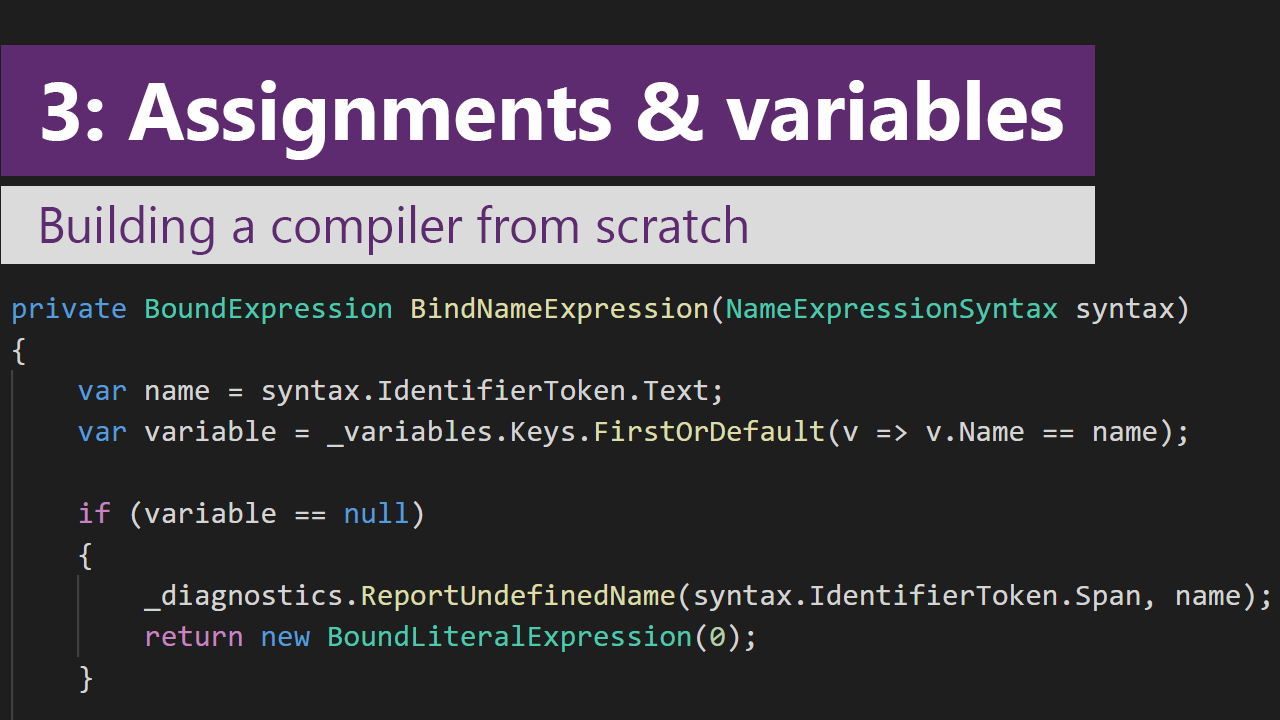 3: Assignments & variables
Building a compiler from scratch
private BoundExpression BindNameExpression(NameExpressionSyntax syntax)
{
    var name = syntax.IdentifierToken.Text;
    var variable = _variables.Keys.FirstOrDefault(v => v.Name == name);
    if (variable == null)
    {
        _diagnostics.ReportUndefinedName(syntax.IdentifierToken.Span, name);
        return new BoundLiteralExpression(0);
    }